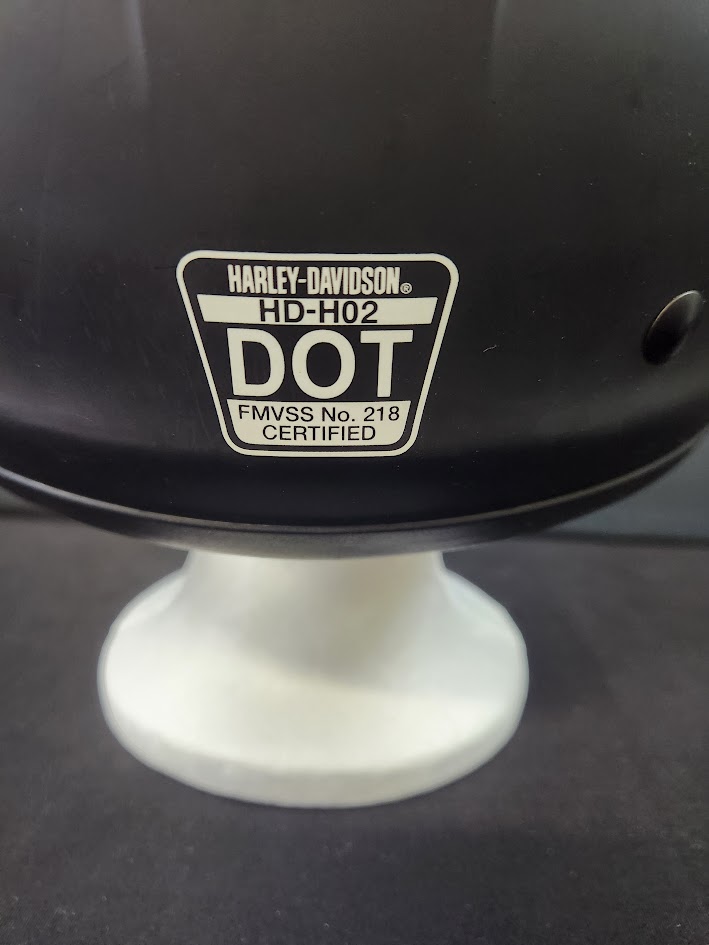 HARLEY-DAVIDSON®
HD-H02
DOT
FMVSS No. 218
CERTIFIED